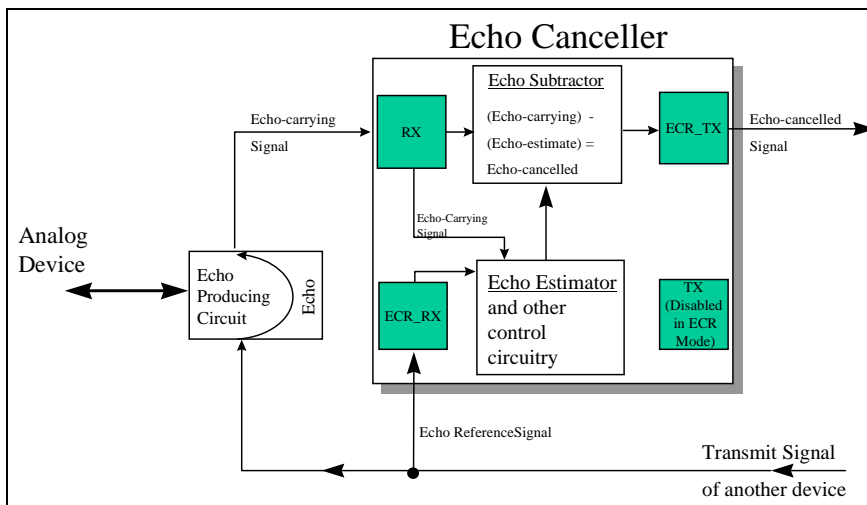 Echo Canceller
Echo Subtractor
(Echo-carrying) -
(Echo-estimate) =
Echo-cancelled
Echo-carrying
Signal
RX
ECR_TX
Echo-cancelled
Signal
Echo-Carrying
Signal
Analog
Device
Echo
Producing
Circuit
Echo
ECR_RX
Echo Estimator
and other
control
circuitry
TX
(Disabled
in ECR
Mode)
Echo ReferenceSignal
Transmit Signal
of another device